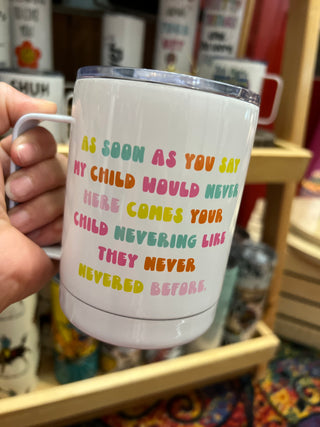 AS SOON AS YOU SAY
MY CHILD WOULD NEVER
HERE COMES YOUR
CHILD NEVERING LIKE
THEY NEVER
NEVERED BEFORE.